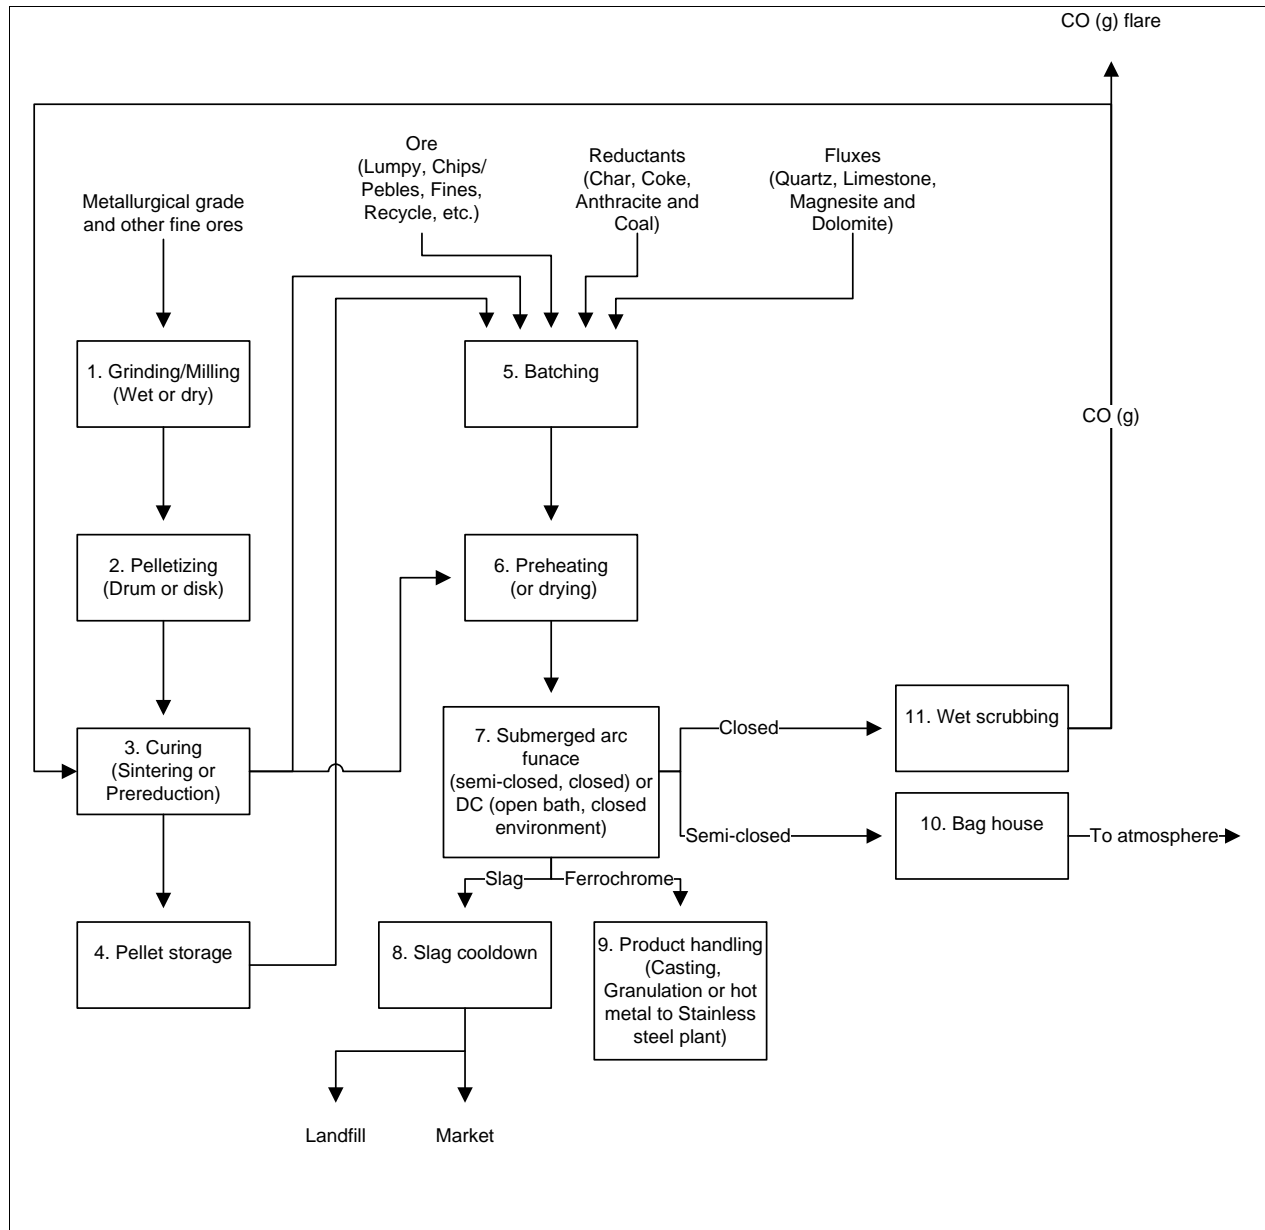 CO (g) flare
Ore
(Lumpy, Chips/
Pebles, Fines,
Recycle, etc.)
Reductants
(Char, Coke,
Anthracite and
Coal)
Fluxes
(Quartz, Limestone,
Magnesite and
Dolomite)
Metallurgical grade
and other fine ores
1. Grinding/Milling
(Wet or dry)
5. Batching
CO (g)
2. Pelletizing
(Drum or disk)
6. Preheating
(or drying)
3. Curing
(Sintering or
Prereduction)
7. Submerged arc
funace
(semi-closed, closed) or
DC (open bath, closed
environment)
Closed
11. Wet scrubbing
Semi-closed
10. Bag house
To atmosphere
Slag
Ferrochrome
4. Pellet storage
8. Slag cooldown
9. Product handling
(Casting,
Granulation or hot
metal to Stainless
steel plant)
Landfill
Market